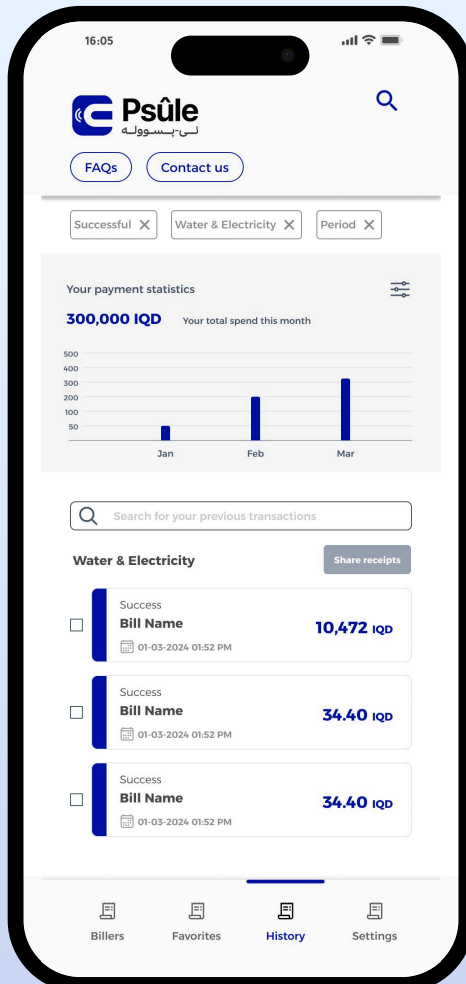 16:05
Psûle
ئـی-پـــسـوولـه
FAQs
Contact us
Successful
Water & Electricity
Period
Your payment statistics
300,000 IQD
Your total spend this month
500
400
300
200
100
50
Jan
Feb
Mar
Search for your previous transactions
Water & Electricity
Share receipts
Success
Bill Name
10,472 IQD
01-03-2024 01:52 PM
Success
Bill Name
34.40 IQD
01-03-2024 01:52 PM
Success
Bill Name
34.40 IQD
01-03-2024 01:52 PM
Billers
Favorites
History
Settings